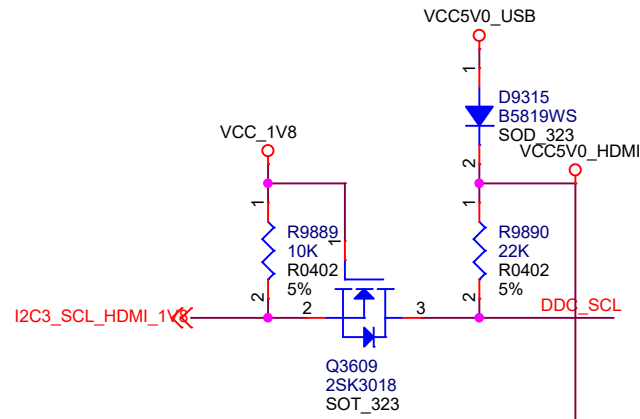 VCC5V0_USB
1
D9315
B5819WS
SOD_323
2
VCC5V0_HDMI
VCC_1V8
1
R9889
10K
R0402
5%
2
1
1
R9890
22K
R0402
5%
2
I2C3_SCL_HDMI_1V8
2
3
DDC_SCL
Q3609
2SK3018
SOT_323